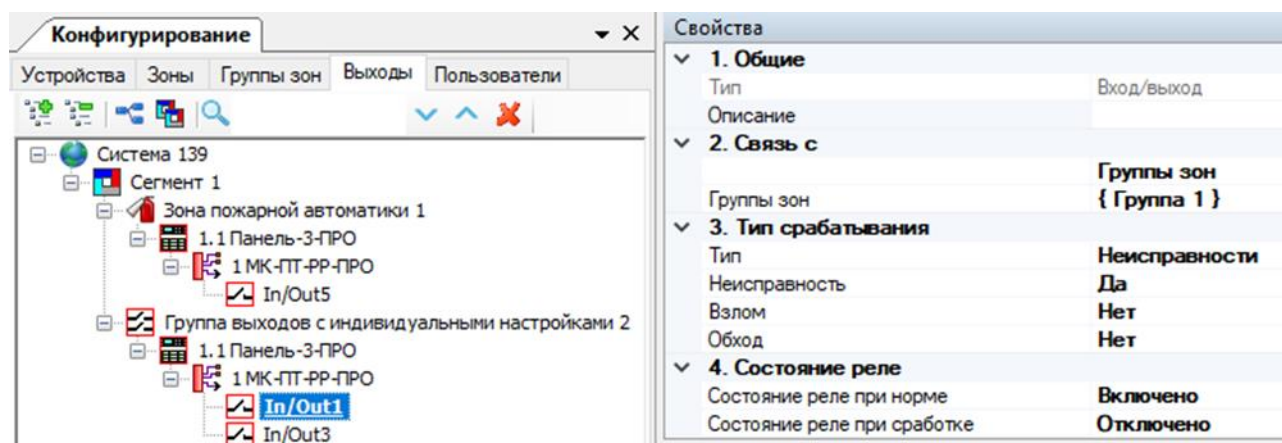 Конфигурирование
Устройства Зоны Группы зон Выходы Пользователи
Система 139
Сегмент 1
Зона пожарной автоматики 1
1.1 Панель-3-ПРО
1 МК-ПТ-РР-ПРО
In/Out5
Группа выходов с индивидуальными настройками 2
1.1 Панель-3-ПРО
1 МК-ПТ-РР-ПРО
In/Out1
In/Out3
Свойства
1. Общие
Тип Вход/выход
Описание
2. Связь с
Группы зон
Группы зон { Группа 1 }
3. Тип срабатывания
Тип Неисправности
Неисправность Да
Взлом Нет
Обход Нет
4. Состояние реле
Состояние реле при норме Включено
Состояние реле при сработке Отключено